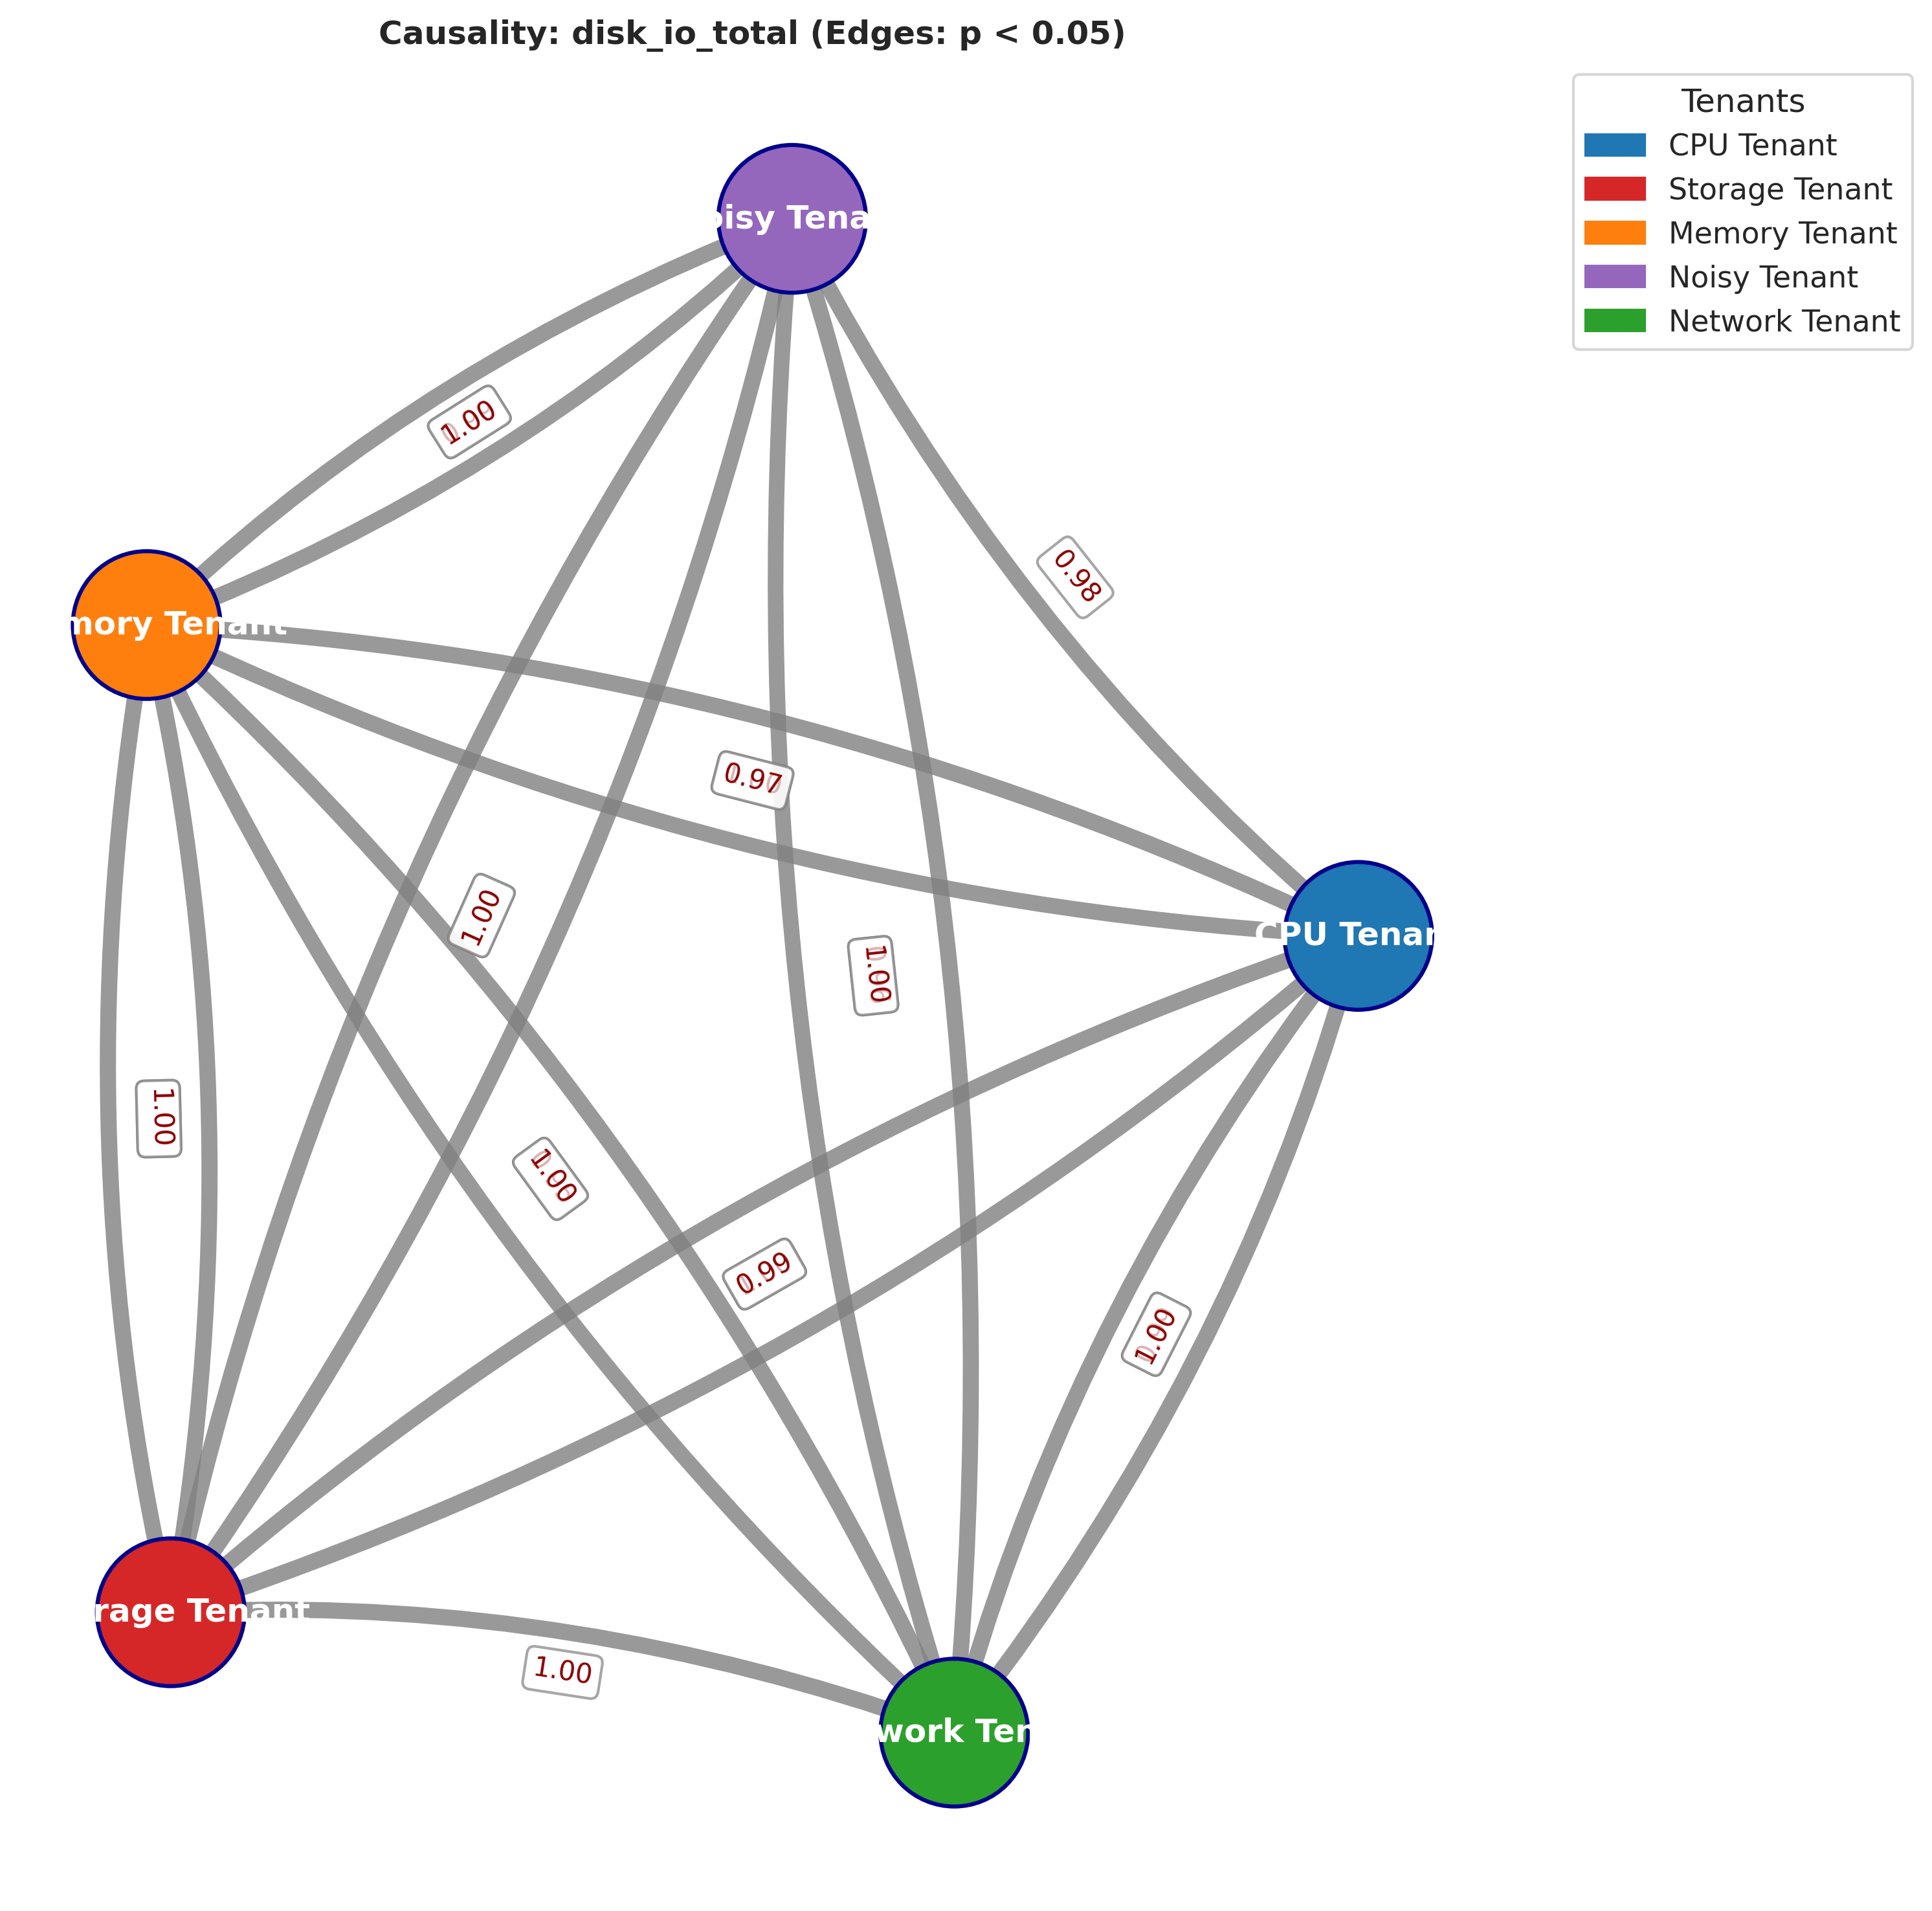 Causality: disk_io_total (Edges: p < 0.05)
Tenants
CPU Tenant
Storage Tenant
Memory Tenant
Noisy Tenant
Network Tenant
oisy Tena
1.00
0.98
mory Tenant
0.97
1.00
CPU Tenan
1.00
1.00
1.00
0.99
1.00
rage Tenant
1.00
work Ten